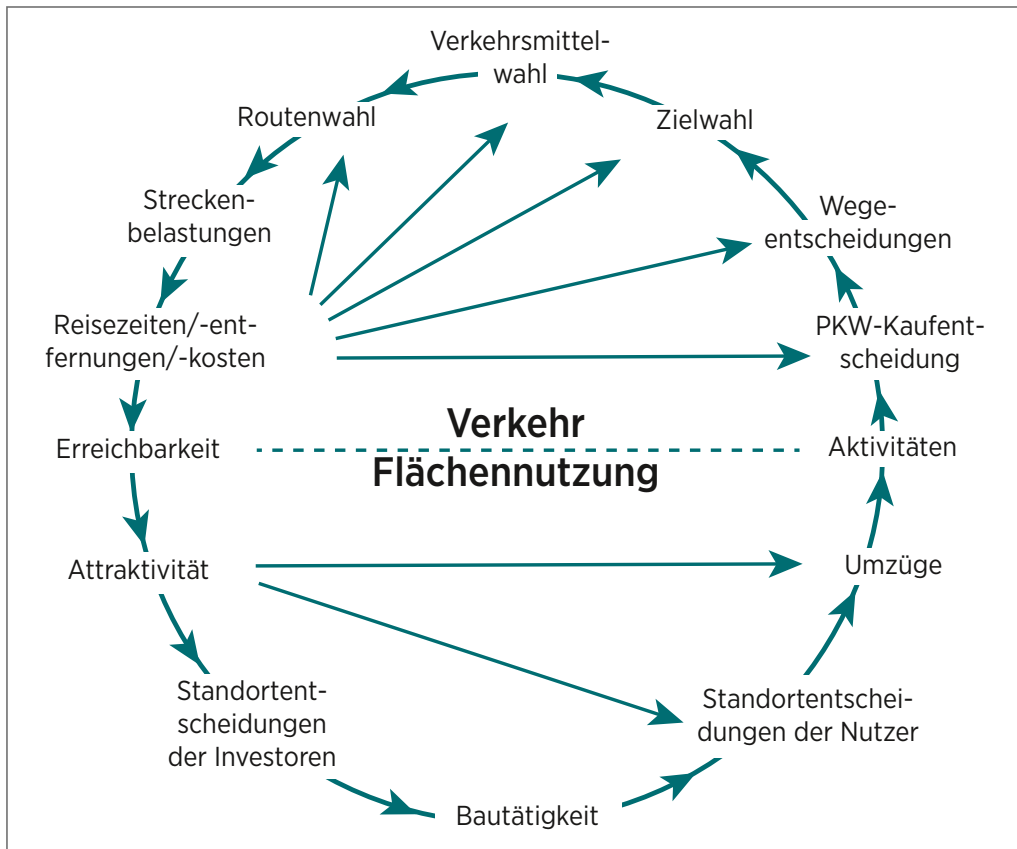 Verkehrsmittel-
wahl
Routenwahl
Zielwahl
Strecken-
belastungen
Wege-
entscheidungen
Reisezeiten/-ent-
fernungen/-kosten
PKW-Kaufent-
scheidung
Verkehr
Erreichbarkeit
Aktivitäten
Flächennutzung
Attraktivität
Umzüge
Standortent-
scheidungen
der Investoren
Standortentschei-
dungen der Nutzer
Bautätigkeit